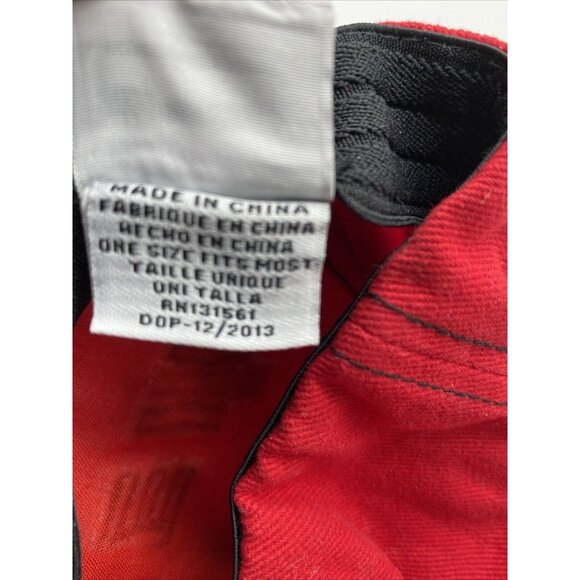 MADE IN CHINA
FABRIQUE EN CHINA
HECHO EN CHINA
ONE SIZE FITS MOST
TAILLE UNIQUE
UNI TALLA
RN131561
DOP-12/2013